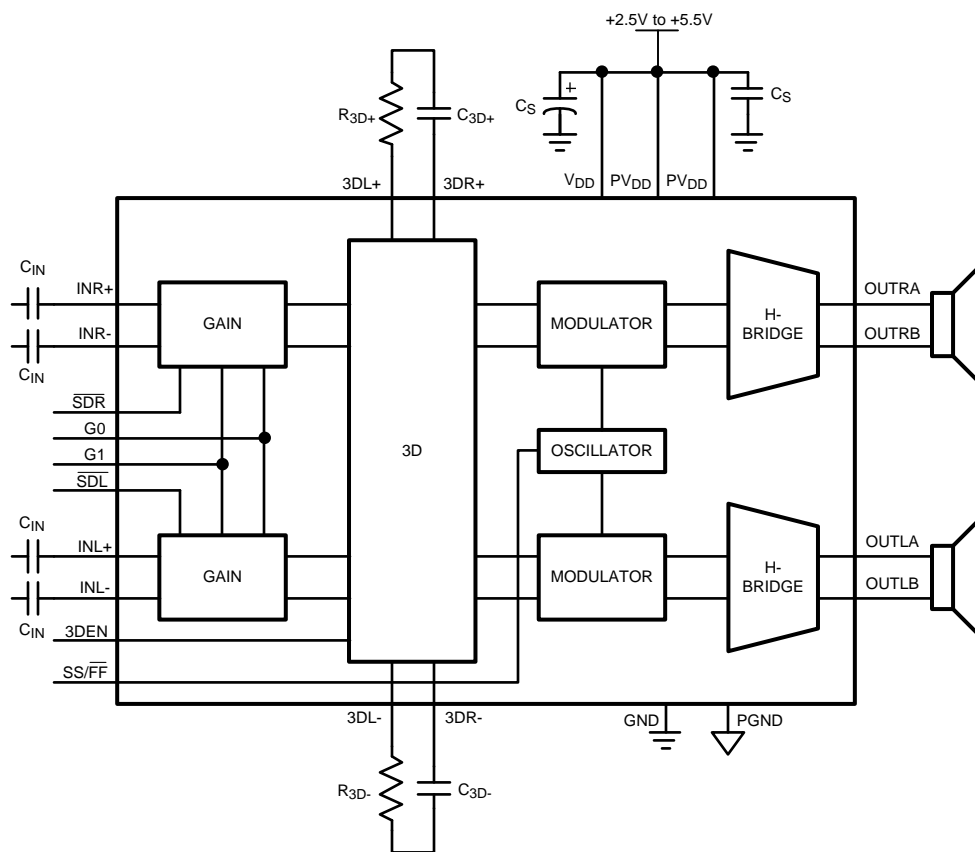 +2.5V to +5.5V
+
CS
CS
R3D+
C3D+
3DL+
3DR+
VDD
PVDD
PVDD
CIN
INR+
INR-
CIN
GAIN
MODULATOR
H-
BRIDGE
OUTRA
OUTRB
SDR
G0
G1
SDL
3D
OSCILLATOR
CIN
INL+
INL-
CIN
GAIN
MODULATOR
H-
BRIDGE
OUTLA
OUTLB
3DEN
SS/FF
3DL-
3DR-
GND
PGND
R3D-
C3D-